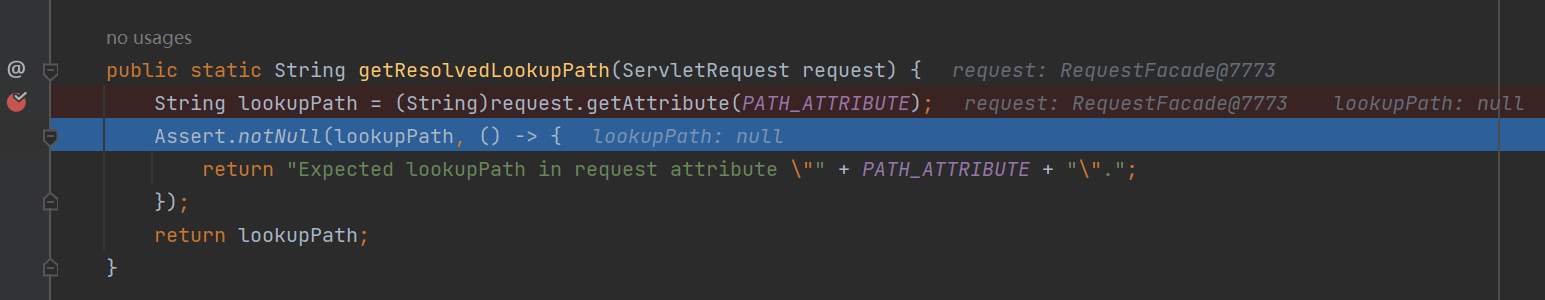 no usages
public static String getResolvedLookupPath(ServletRequest request) {   request: RequestFacade@7773
@
String lookupPath = (String)request.getAttribute(PATH_ATTRIBUTE);   request: RequestFacade@7773   lookupPath: null
Assert.notNull(lookupPath, () -> {   lookupPath: null
return "Expected lookupPath in request attribute \"" + PATH_ATTRIBUTE + "\".";
});
return lookupPath;
}